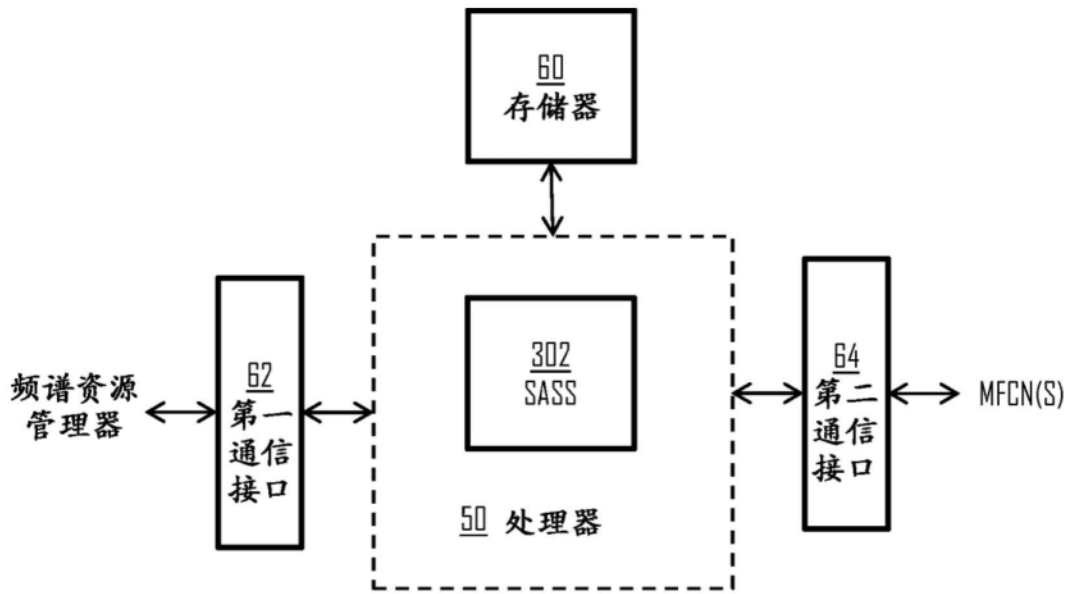 60
存储器
频谱资源
管理器
62
第一
通信
接口
302
SASS
50 处理器
64
第二
通信
接口
MFCN(S)